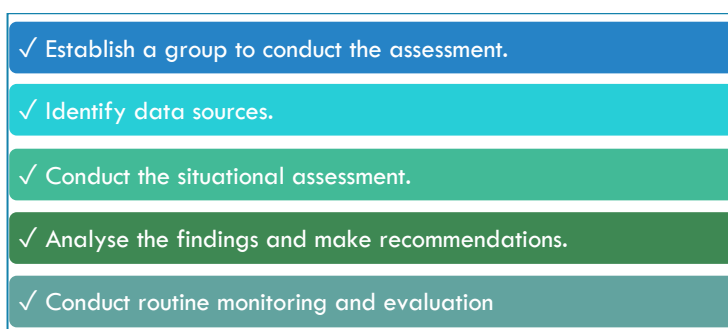 ✓ Establish a group to conduct the assessment.
✓ Identify data sources.
✓ Conduct the situational assessment.
✓ Analyse the findings and make recommendations.
✓ Conduct routine monitoring and evaluation